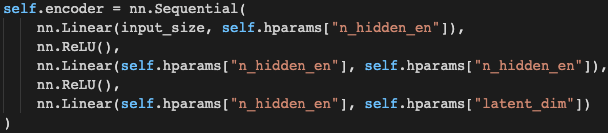 self.encoder = nn.Sequential(
    nn.Linear(input_size, self.hparams["n_hidden_en"]),
    nn.ReLU(),
    nn.Linear(self.hparams["n_hidden_en"], self.hparams["n_hidden_en"]),
    nn.ReLU(),
    nn.Linear(self.hparams["n_hidden_en"], self.hparams["latent_dim"])
)